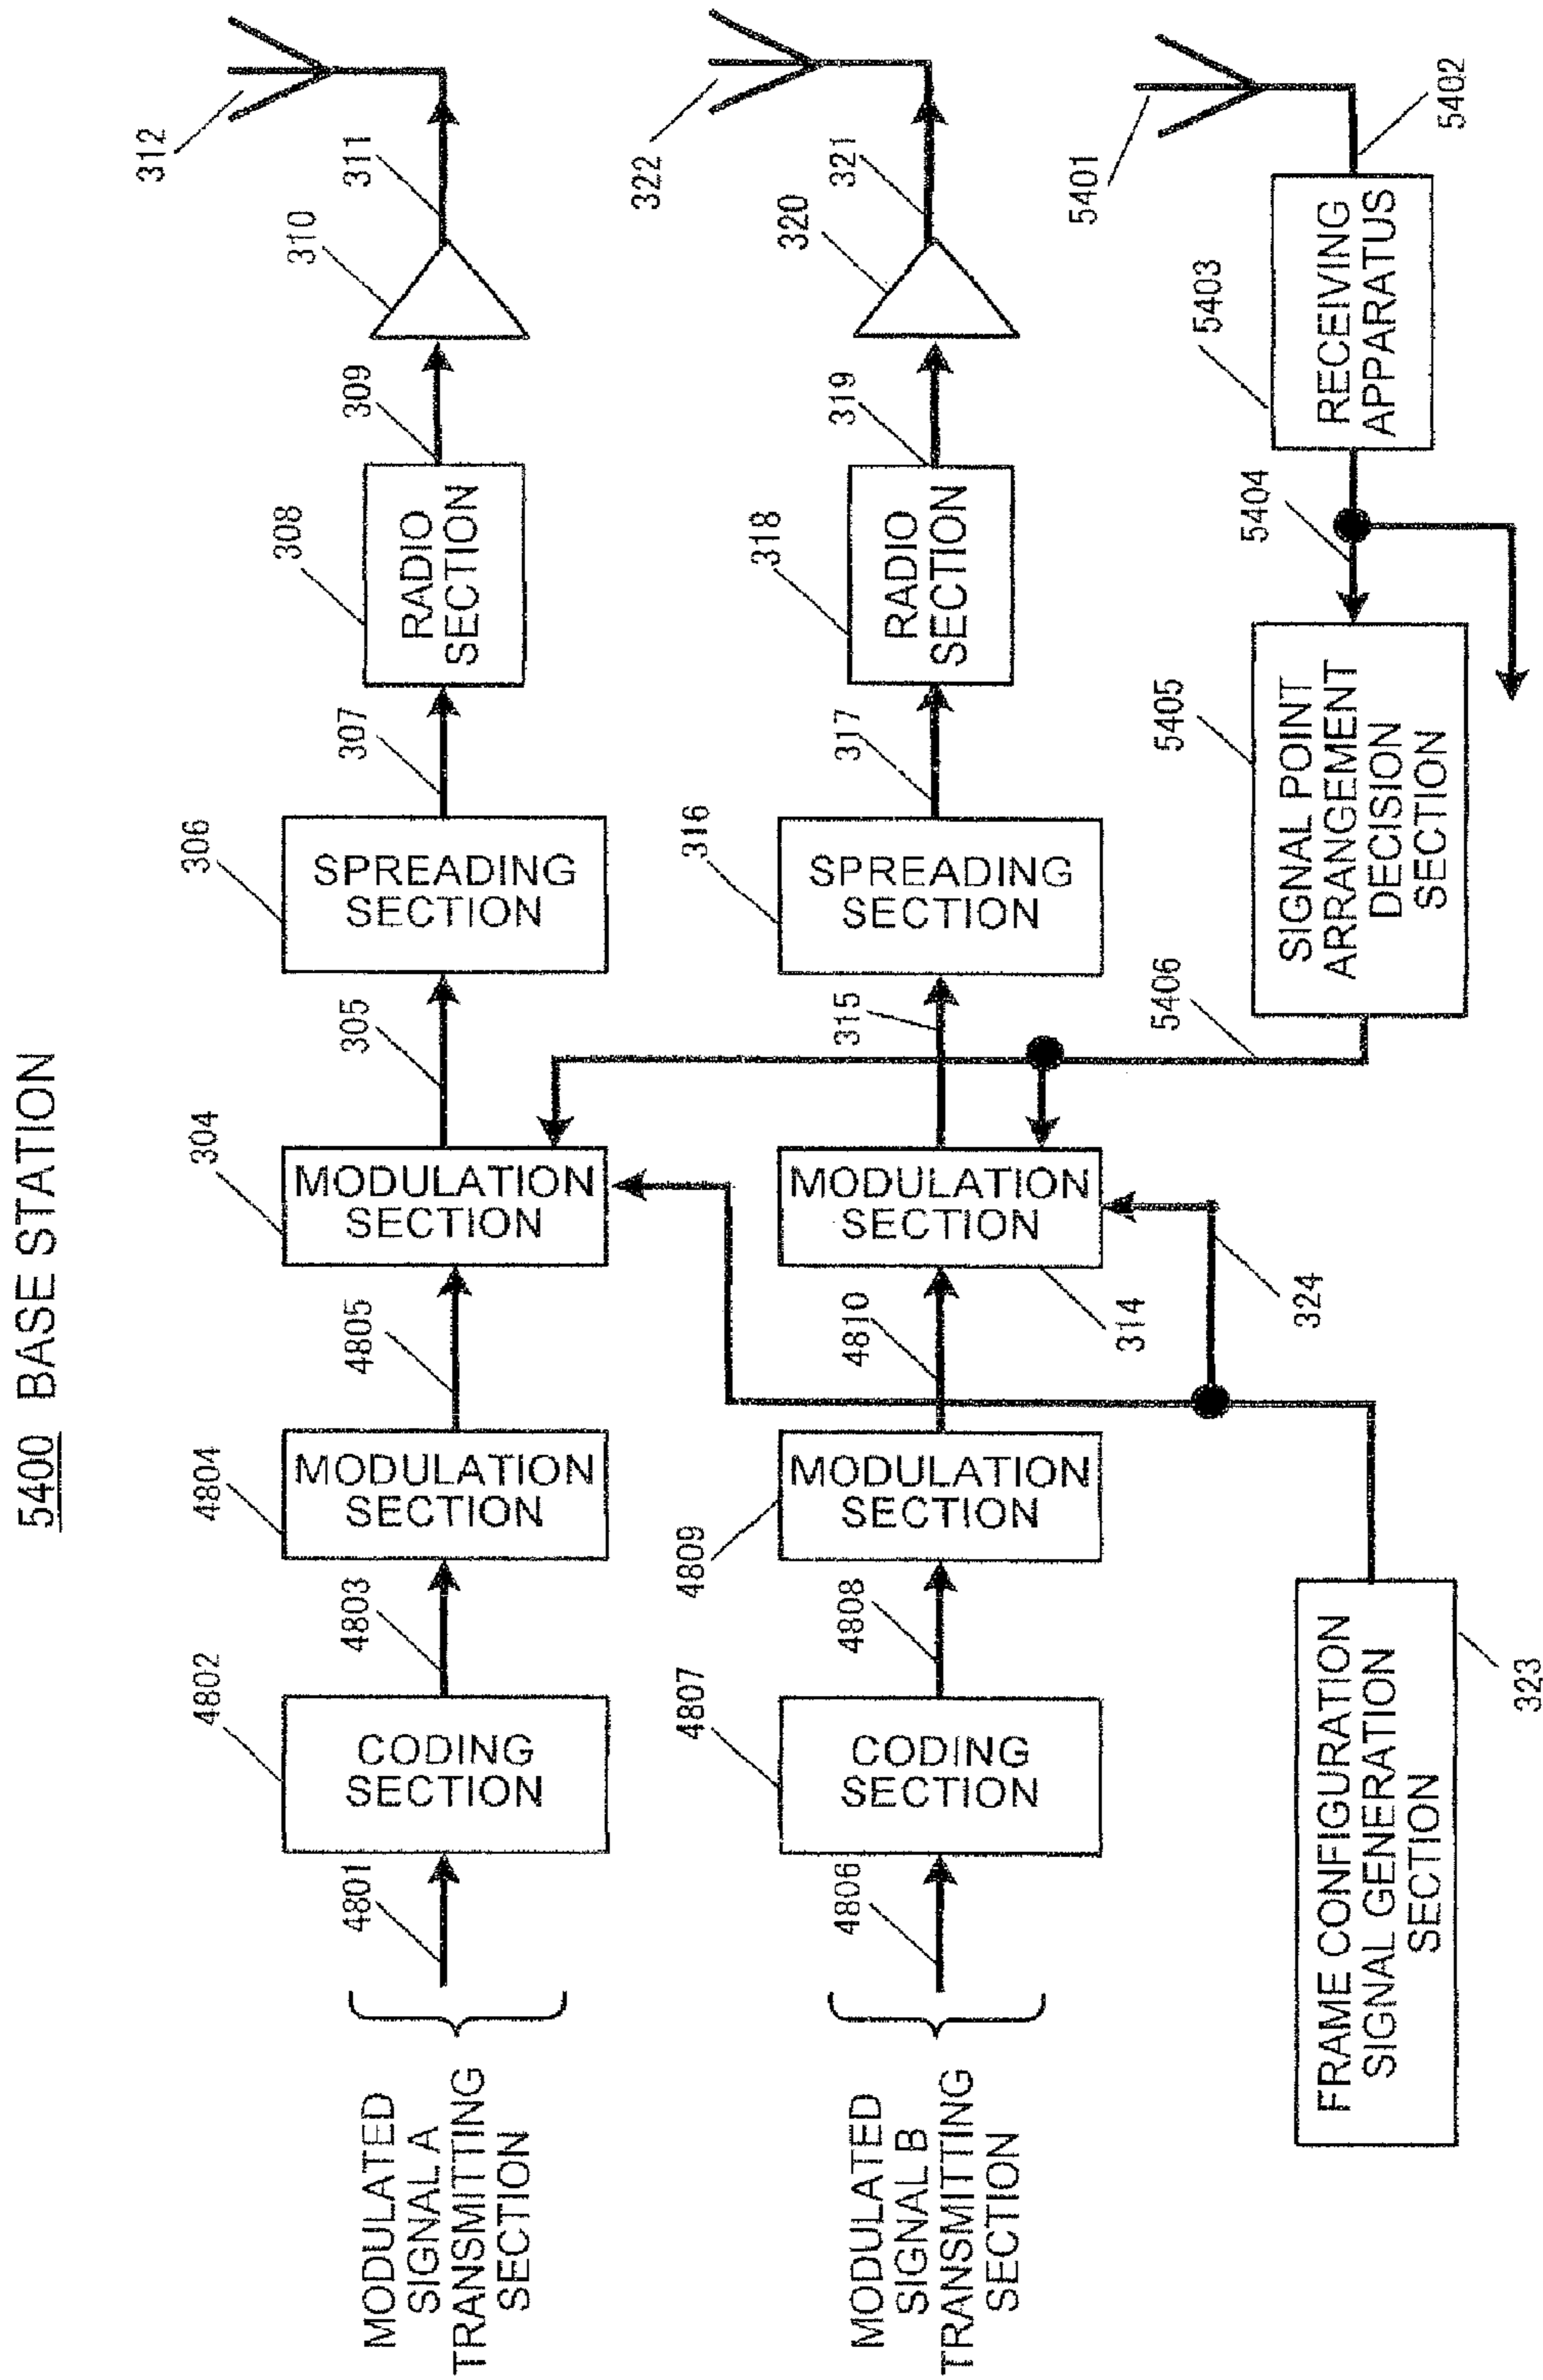 5400 BASE STATION
MODULATED
SIGNAL A
TRANSMITTING
SECTION
4801
4802
CODING
SECTION
4803
4804
MODULATION
SECTION
4805
304
MODULATION
SECTION
305
306
SPREADING
SECTION
307
308
RADIO
SECTION
309
310
311
312
MODULATED
SIGNAL B
TRANSMITTING
SECTION
4806
4807
CODING
SECTION
4808
4809
MODULATION
SECTION
4810
314
MODULATION
SECTION
315
316
SPREADING
SECTION
317
318
RADIO
SECTION
319
320
321
322
FRAME CONFIGURATION
SIGNAL GENERATION
SECTION
323
324
5406
5405
SIGNAL POINT
ARRANGEMENT
DECISION
SECTION
5404
5403
RECEIVING
APPARATUS
5402
5401